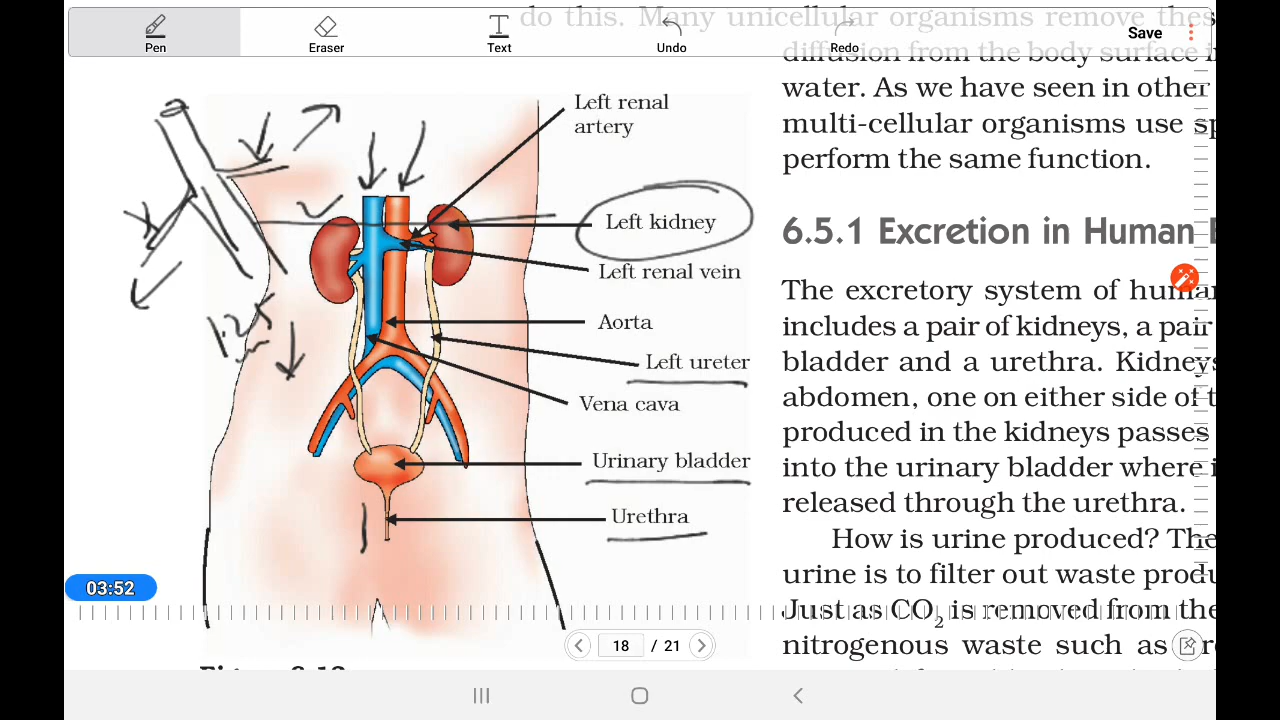 do this. Many unicellular organisms remove thes
Pen
Eraser
Text
Undo
Redo
Save
diffusion from the body surface i
water. As we have seen in other
multi-cellular organisms use sp
perform the same function.
Left renal
artery
Left kidney
Left renal vein
Aorta
Left ureter
Vena cava
Urinary bladder
Urethra
1.25
6.5.1 Excretion in Human
The excretory system of human
includes a pair of kidneys, a pair
bladder and a urethra. Kidneys
abdomen, one on either side of t
produced in the kidneys passes
into the urinary bladder where i
released through the urethra.
How is urine produced? The
urine is to filter out waste produ
Just as CO2 is removed from the
nitrogenous waste such as
03:52
18 / 21